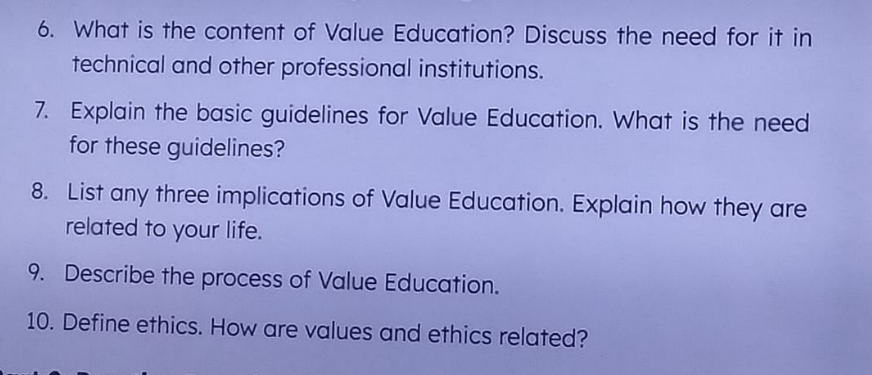 6. What is the content of Value Education? Discuss the need for it in
technical and other professional institutions.
7. Explain the basic guidelines for Value Education. What is the need
for these guidelines?
8. List any three implications of Value Education. Explain how they are
related to your life.
9. Describe the process of Value Education.
10. Define ethics. How are values and ethics related?